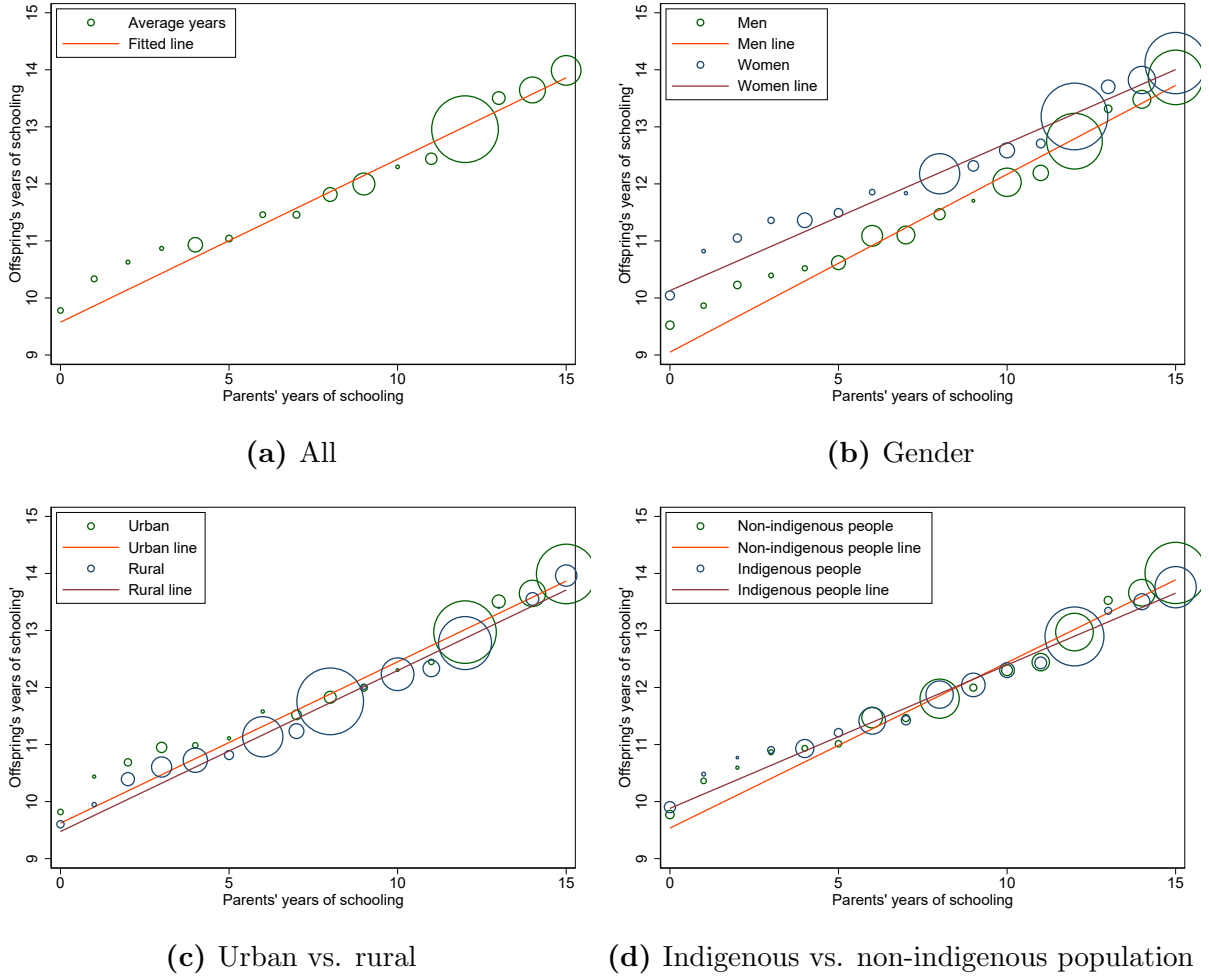 Offspring's years of schooling
15
14
13
12
11
10
9
Average years
Fitted line
0
5
10
15
Parents' years of schooling
(a) All
Offspring's years of schooling'
15
14
13
12
11
10
9
Men
Men line
Women
Women line
0
5
10
15
Parents' years of schooling
(b) Gender
Offspring's years of schooling'
15
14
13
12
11
10
9
Urban
Urban line
Rural
Rural line
0
5
10
15
Parents' years of schooling
(c) Urban vs. rural
Offspring's years of schooling'
15
14
13
12
11
10
9
Non-indigenous people
Non-indigenous people line
Indigenous people
Indigenous people line
0
5
10
15
Parents' years of schooling
(d) Indigenous vs. non-indigenous population